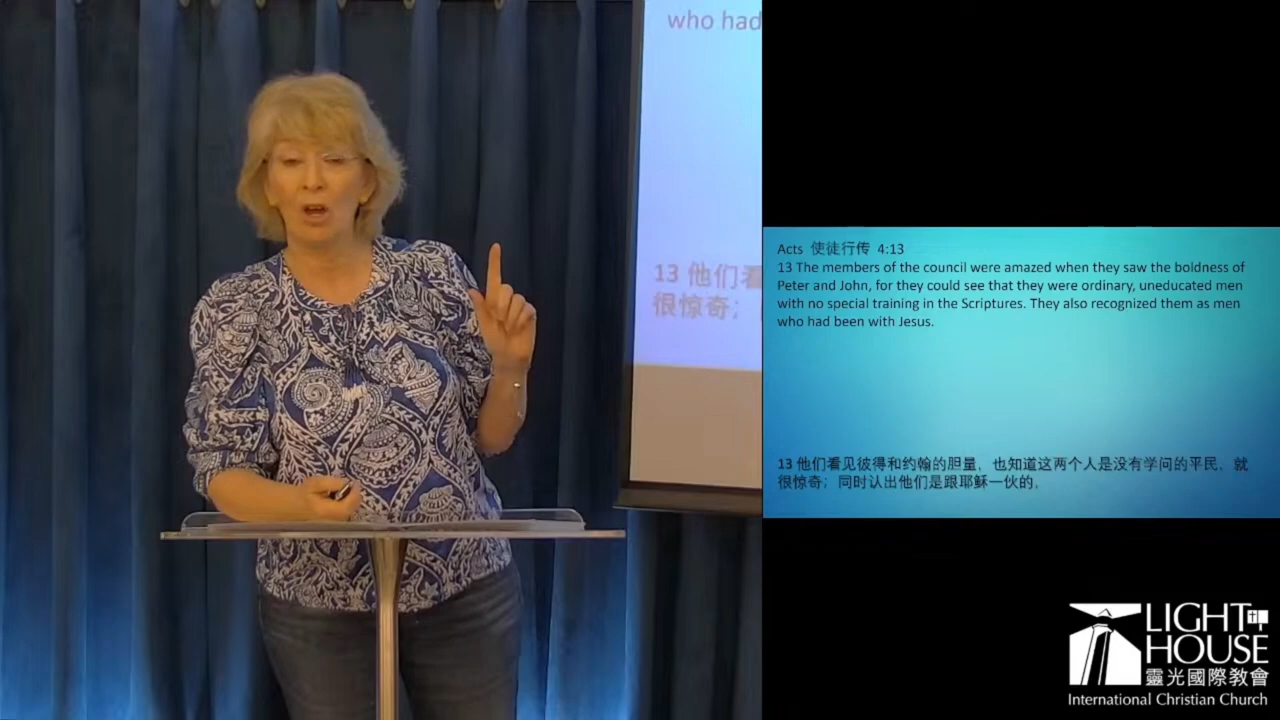 who had
13 他们看
很惊奇;
Acts 使徒行传 4:13
13 The members of the council were amazed when they saw the boldness of
Peter and John, for they could see that they were ordinary, uneducated men
with no special training in the Scriptures. They also recognized them as men
who had been with Jesus.
13 他们看见彼得和约翰的胆量,也知道这两个人是没有学问的平民,就
很惊奇;同时认出他们是跟耶稣一伙的。
LIGHT
HOUSE
靈光國際教會
International Christian Church